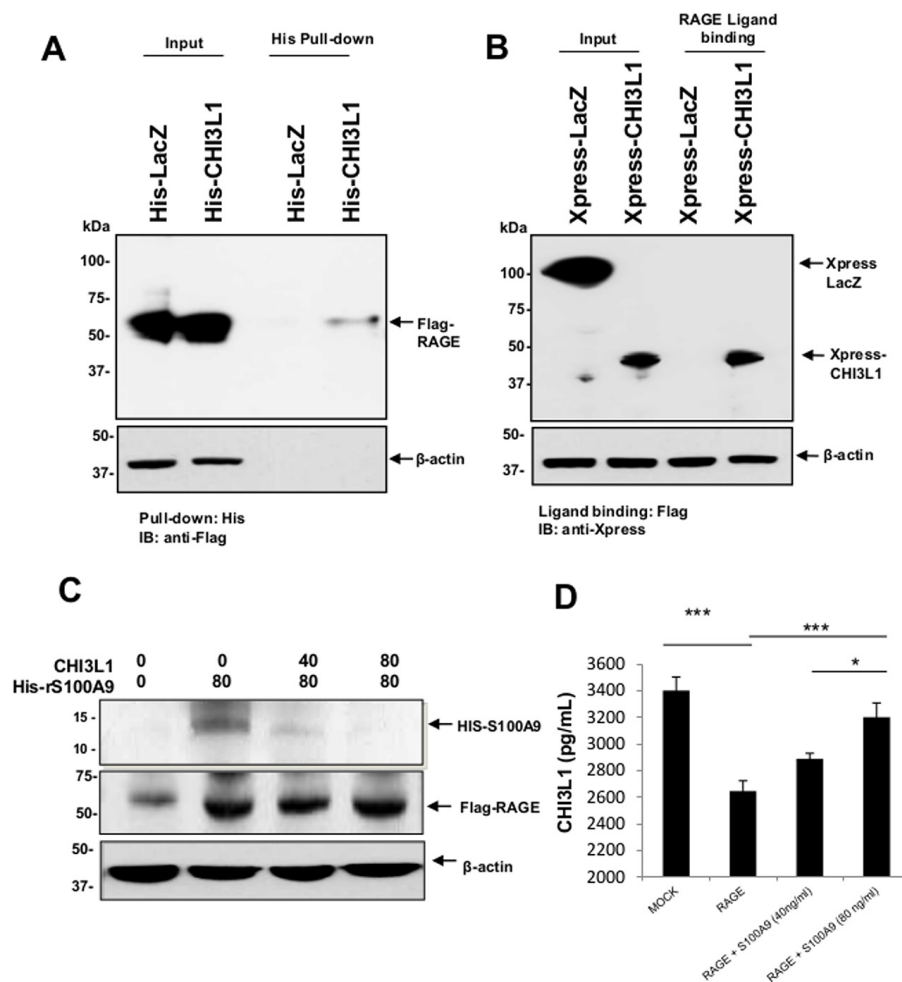 A
Input
His Pull-down
His-LacZ
His-CHI3L1
His-LacZ
His-CHI3L1
kDa
100-
75-
50-
37-
Flag-
RAGE
50-
37-
β-actin
Pull-down: His
IB: anti-Flag
B
Input
RAGE Ligand
binding
Xpress-LacZ
Xpress-CHI3L1
Xpress-LacZ
Xpress-CHI3L1
kDa
100-
75-
50-
37-
Xpress
LacZ
Xpress-
CHI3L1
50-
37-
β-actin
Ligand binding: Flag
IB: anti-Xpress
C
CHI3L1 0 0 40 80
His-rS100A9 0 80 80 80
15 -
10 -
HIS-S100A9
75-
50-
Flag-RAGE
50-
37-
β-actin
D
***
***
*
CHI3L1 (pg/mL)
3600
3400
3200
3000
2800
2600
2400
2200
2000
MOCK
RAGE
RAGE + S100A9 (40ng/ml)
RAGE + S100A9 (80 ng/ml)